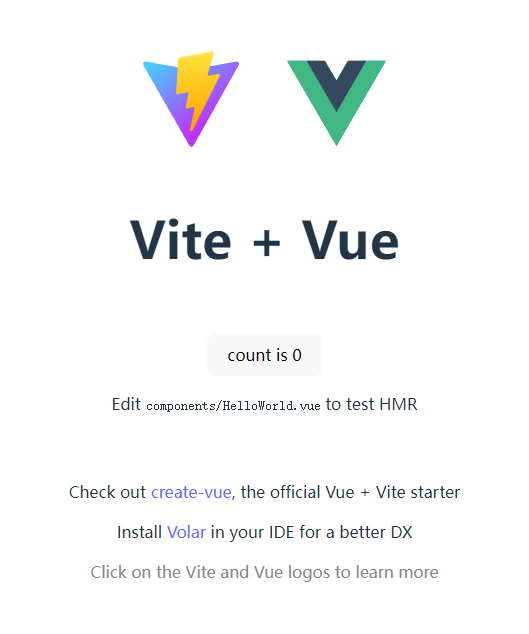 Vite + Vue
count is 0
Edit components/HelloWorld.vue to test HMR
Check out create-vue, the official Vue + Vite starter
Install Volar in your IDE for a better DX
Click on the Vite and Vue logos to learn more